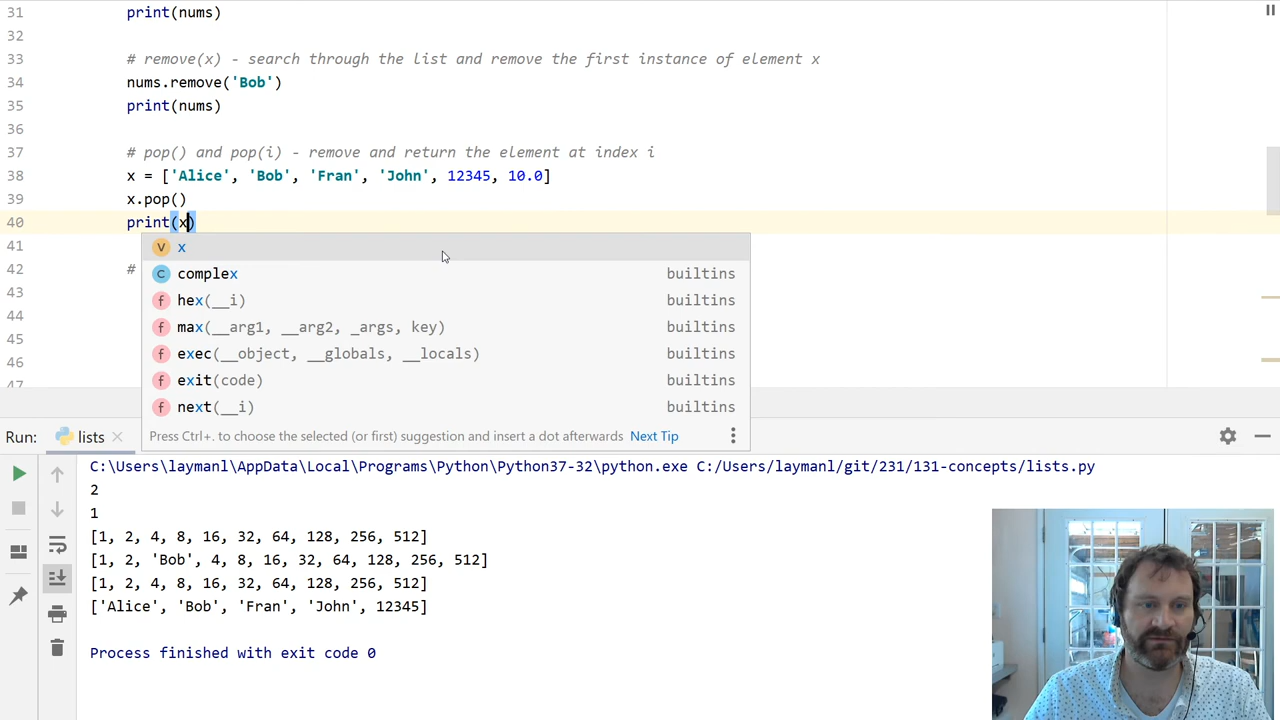 31 print(nums)
32
33 # remove(x) - search through the list and remove the first instance of element x
34 nums.remove('Bob')
35 print(nums)
36
37 # pop() and pop(i) - remove and return the element at index i
38 x = ['Alice', 'Bob', 'Fran', 'John', 12345, 10.0]
39 x.pop()
40 print(x)
41 V x
42 # C complex builtins
43 f hex(__i) builtins
44 f max(__arg1, __arg2, _args, key) builtins
45 f exec(__object, __globals, __locals) builtins
46 f exit(code) builtins
47 f next(__i) builtins
Press Ctrl+. to choose the selected (or first) suggestion and insert a dot afterwards Next Tip
Run: lists
C:\Users\laymanl\AppData\Local\Programs\Python\Python37-32\python.exe C:/Users/laymanl/git/231/131-concepts/lists.py
2
1
[1, 2, 4, 8, 16, 32, 64, 128, 256, 512]
[1, 2, 'Bob', 4, 8, 16, 32, 64, 128, 256, 512]
[1, 2, 4, 8, 16, 32, 64, 128, 256, 512]
['Alice', 'Bob', 'Fran', 'John', 12345]
Process finished with exit code 0